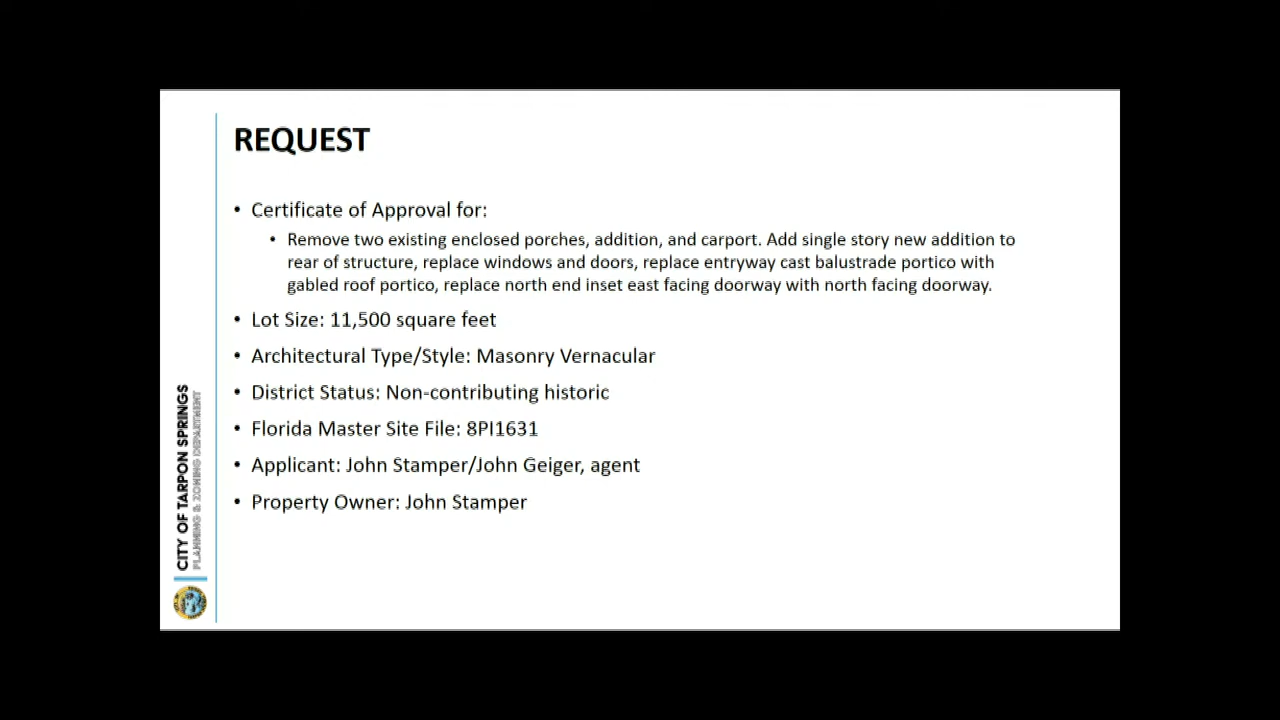 REQUEST
• Certificate of Approval for:
• Remove two existing enclosed porches, addition, and carport. Add single story new addition to
rear of structure, replace windows and doors, replace entryway cast balustrade portico with
gabled roof portico, replace north end inset east facing doorway with north facing doorway.
• Lot Size: 11,500 square feet
• Architectural Type/Style: Masonry Vernacular
• District Status: Non-contributing historic
• Florida Master Site File: 8PI1631
• Applicant: John Stamper/John Geiger, agent
• Property Owner: John Stamper
CITY OF TARPON SPRINGS
PLANNING & ZONING DEPARTMENT